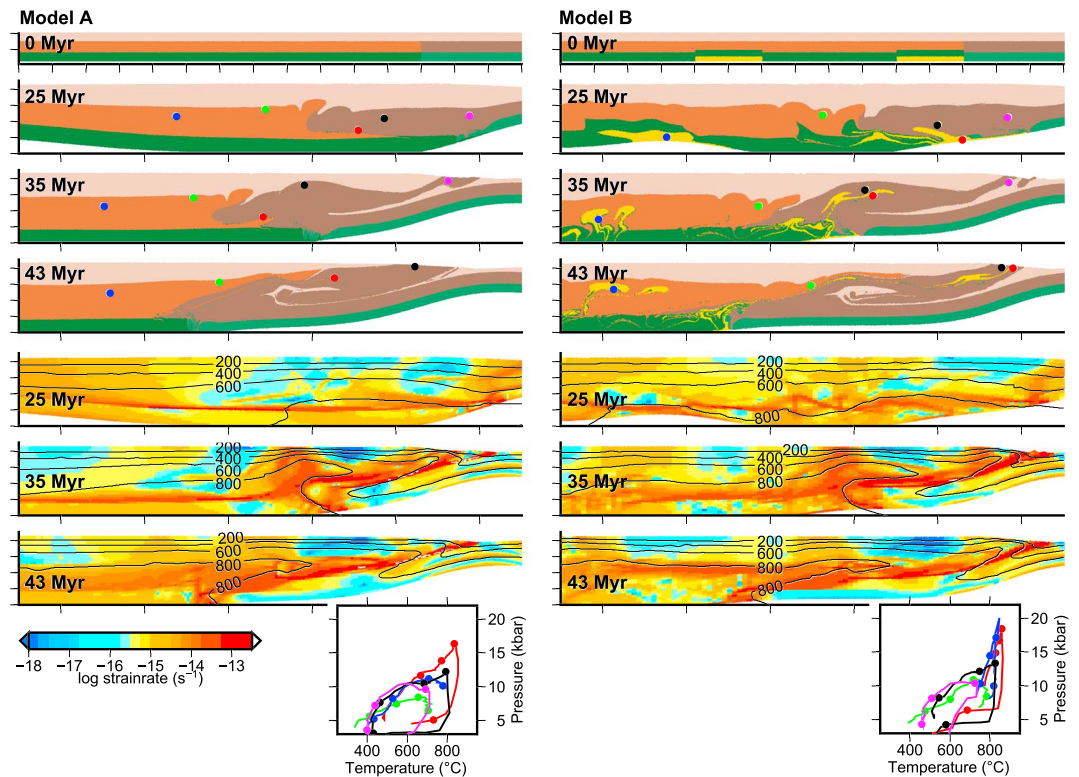 Model A
0 Myr
25 Myr
35 Myr
43 Myr
200
400
600
25 Myr
200
400
600
800
35 Myr
200
600
800
800
43 Myr
−18 −17 −16 −15 −14 −13
log strainrate (s⁻¹)
20
15
10
5
Pressure (kbar)
400 600 800
Temperature (°C)
Model B
0 Myr
25 Myr
35 Myr
43 Myr
200
400
600
25 Myr
800
200
400
600
800
35 Myr
200
600
800
800
43 Myr
20
15
10
5
Pressure (kbar)
400 600 800
Temperature (°C)